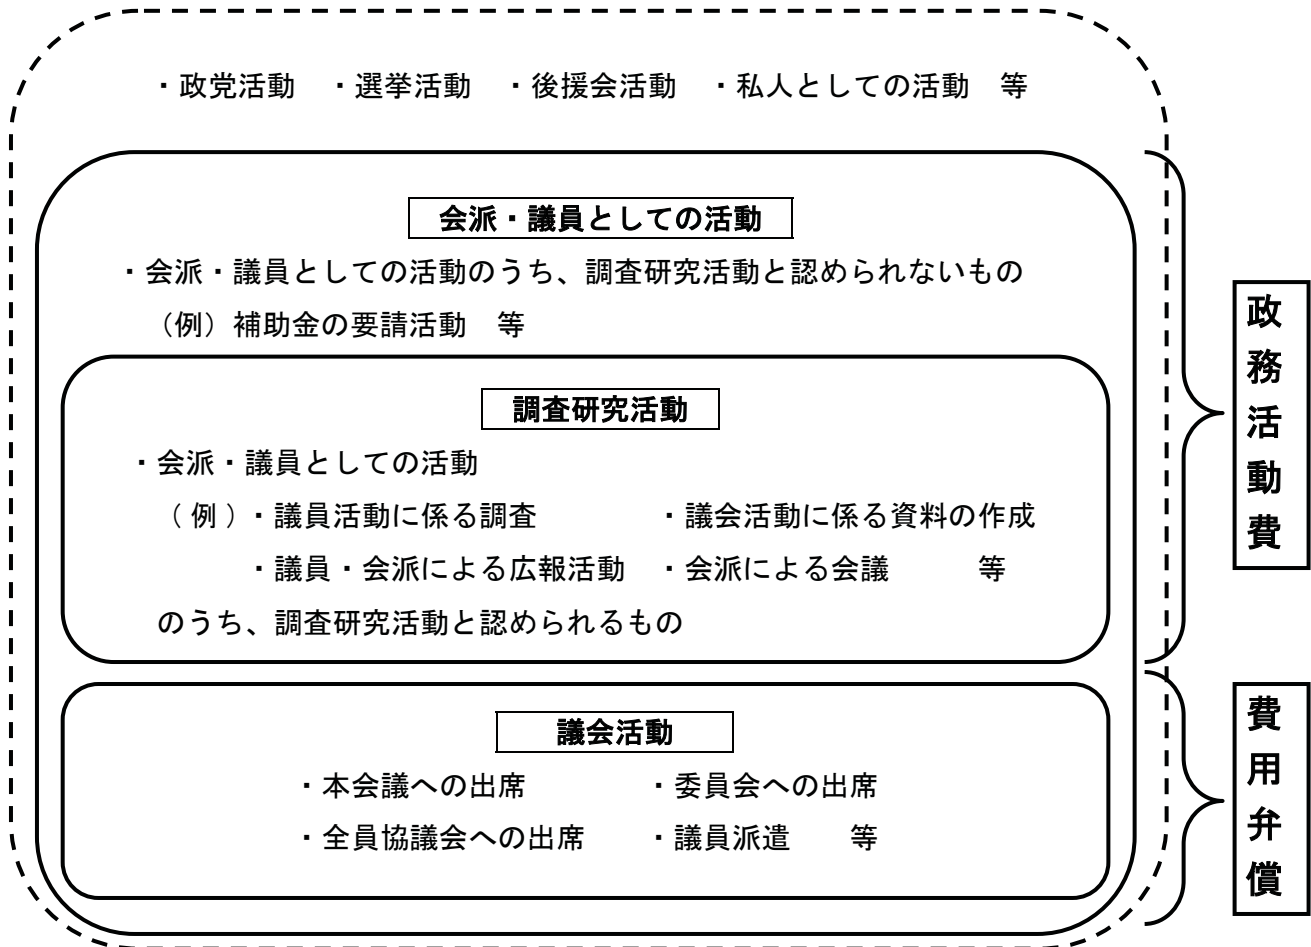 ・政党活動　・選挙活動　・後援会活動　・私人としての活動　等
会派・議員としての活動
・会派・議員としての活動のうち、調査研究活動と認められないもの
（例）補助金の要請活動　等
調査研究活動
・会派・議員としての活動
（例）・議員活動に係る調査　・議会活動に係る資料の作成
・議員・会派による広報活動　・会派による会議　等
のうち、調査研究活動と認められるもの
政務活動費
議会活動
・本会議への出席　・委員会への出席
・全員協議会への出席　・議員派遣　等
費用弁償